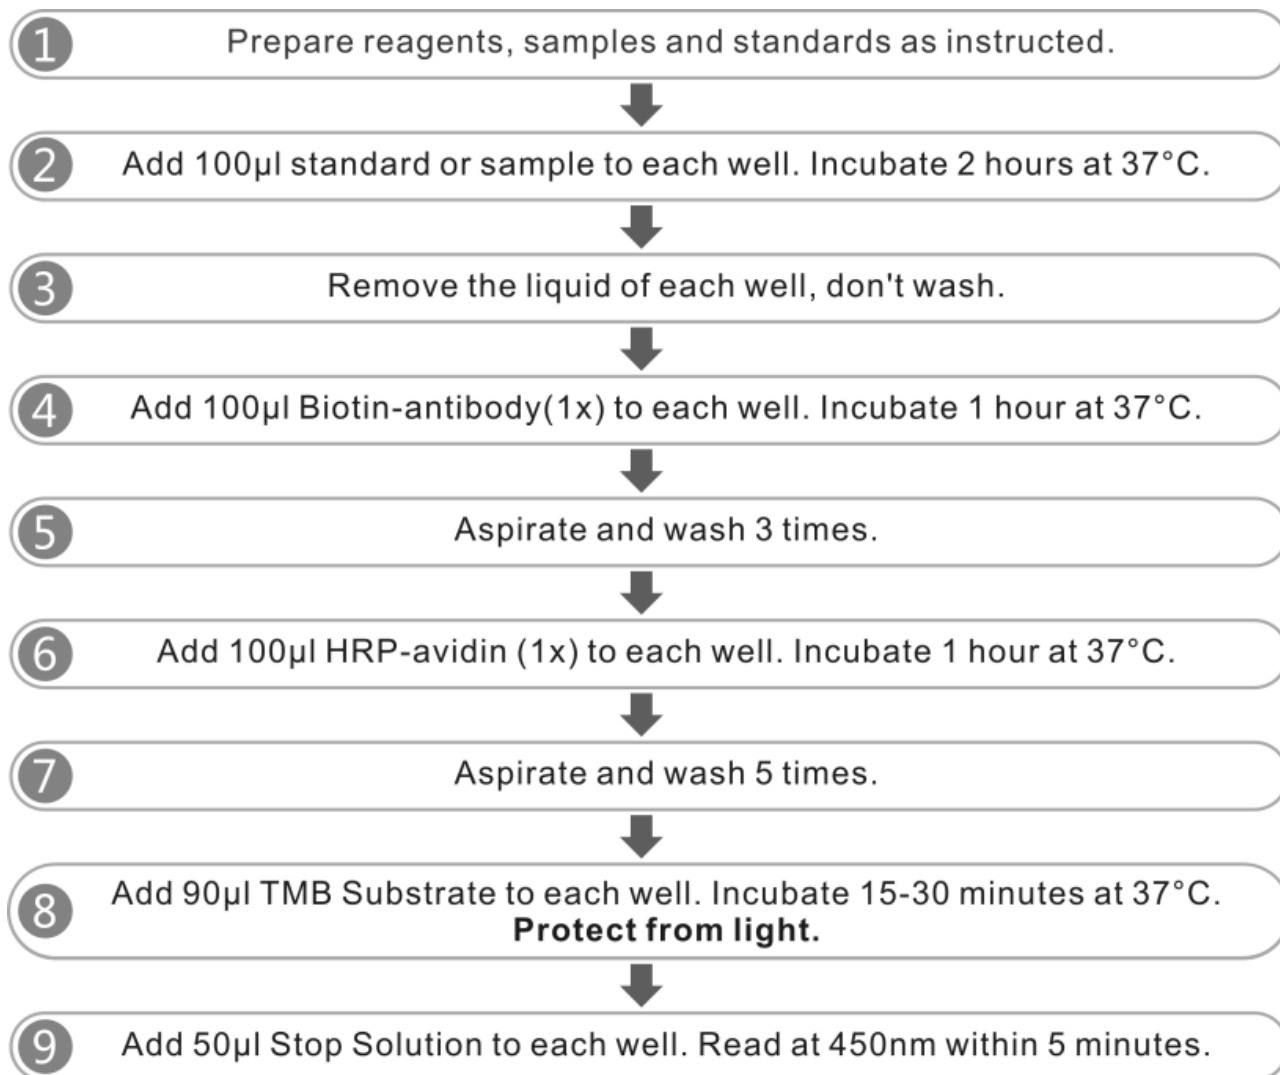 1 Prepare reagents, samples and standards as instructed.
2 Add 100µl standard or sample to each well. Incubate 2 hours at 37°C.
3 Remove the liquid of each well, don't wash.
4 Add 100µl Biotin-antibody(1x) to each well. Incubate 1 hour at 37°C.
5 Aspirate and wash 3 times.
6 Add 100µl HRP-avidin (1x) to each well. Incubate 1 hour at 37°C.
7 Aspirate and wash 5 times.
8 Add 90µl TMB Substrate to each well. Incubate 15-30 minutes at 37°C.
Protect from light.
9 Add 50µl Stop Solution to each well. Read at 450nm within 5 minutes.